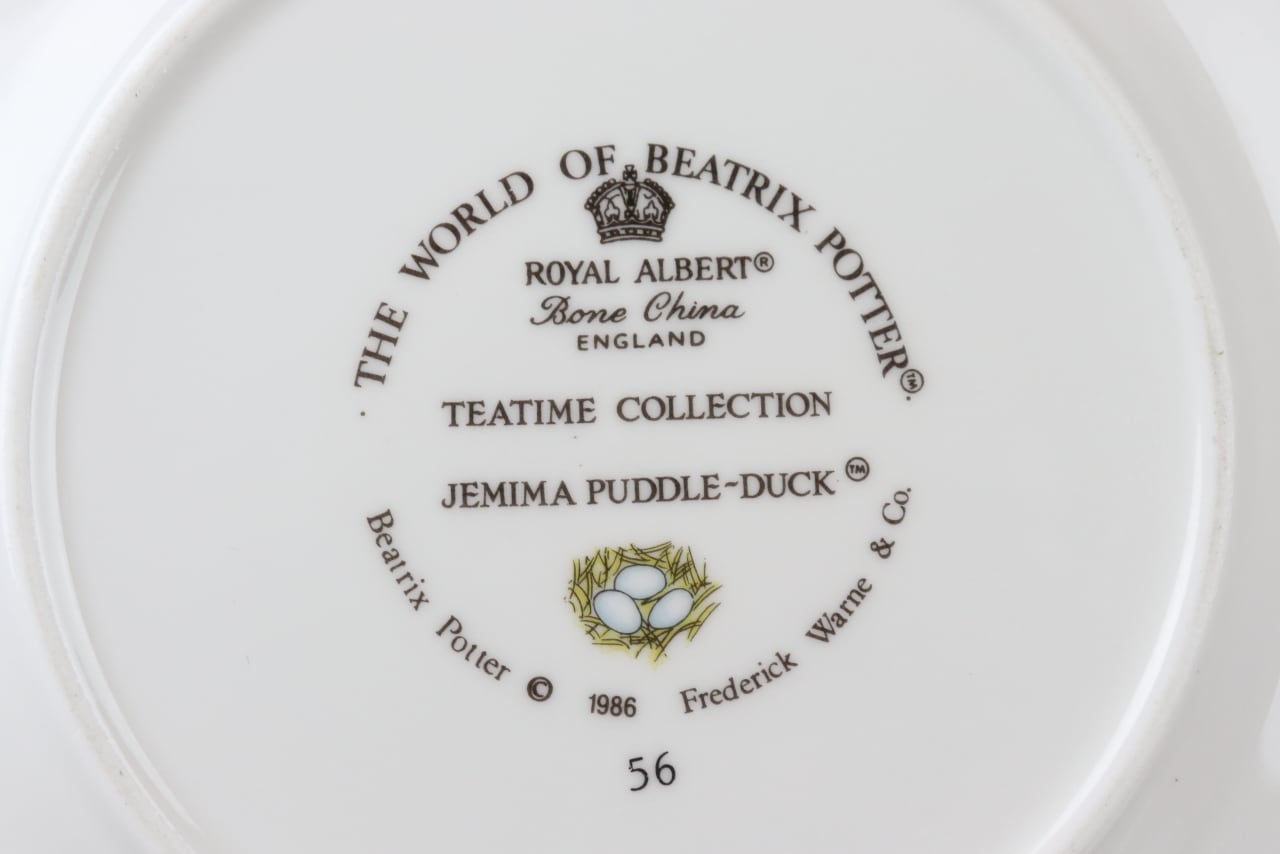 THE WORLD OF BEATRIX POTTER™
ROYAL ALBERT®
Bone China
ENGLAND
TEATIME COLLECTION
JEMIMA PUDDLE-DUCK™
Beatrix Potter © 1986 Frederick Warne & Co.
56